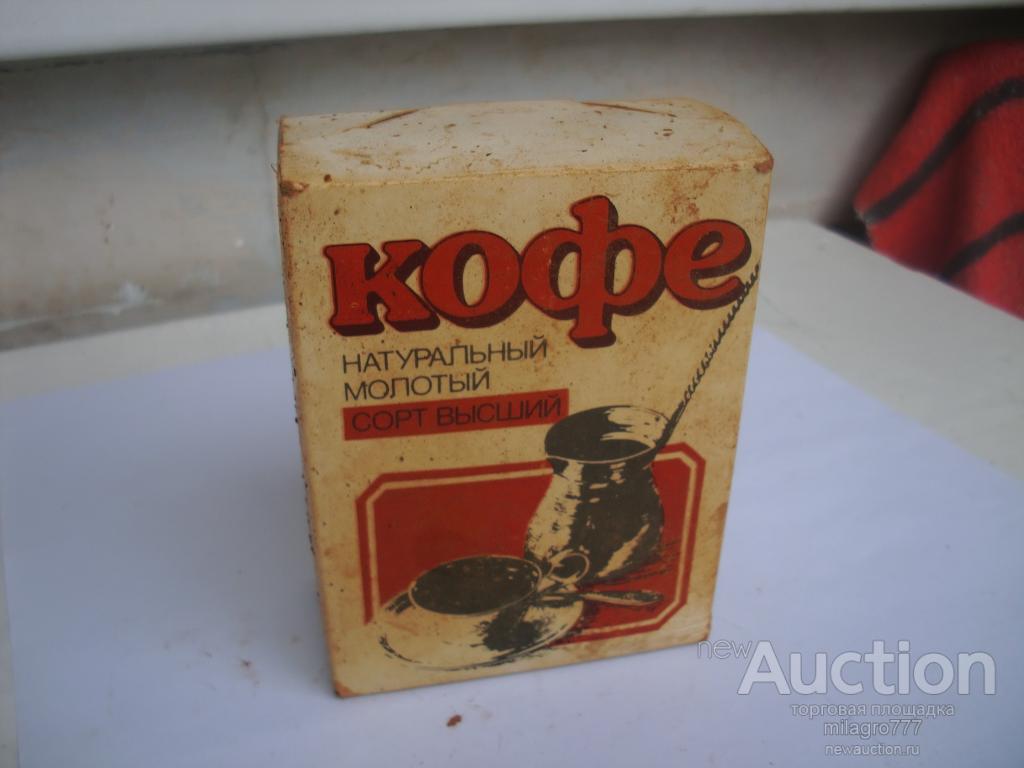 кофе
НАТУРАЛЬНЫЙ
МОЛОТЫЙ
СОРТ ВЫСШИЙ
newAuction
торговая площадка
milagro777
newauction.ru